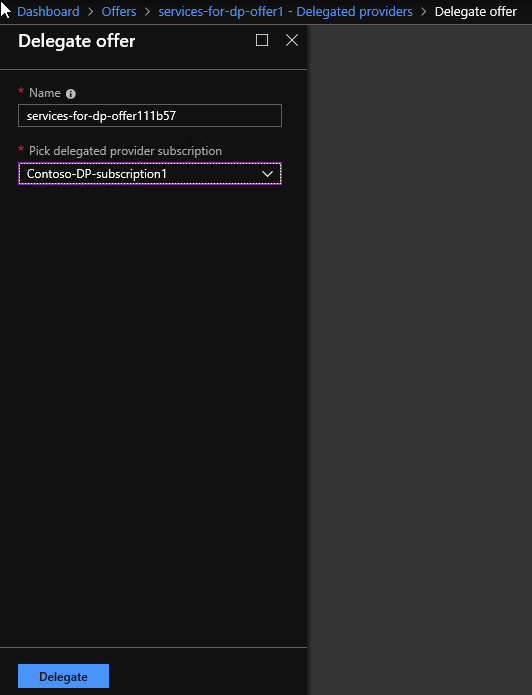 Dashboard > Offers > services-for-dp-offer1 - Delegated providers > Delegate offer
Delegate offer
* Name
services-for-dp-offer111b57
* Pick delegated provider subscription
Contoso-DP-subscription1
Delegate